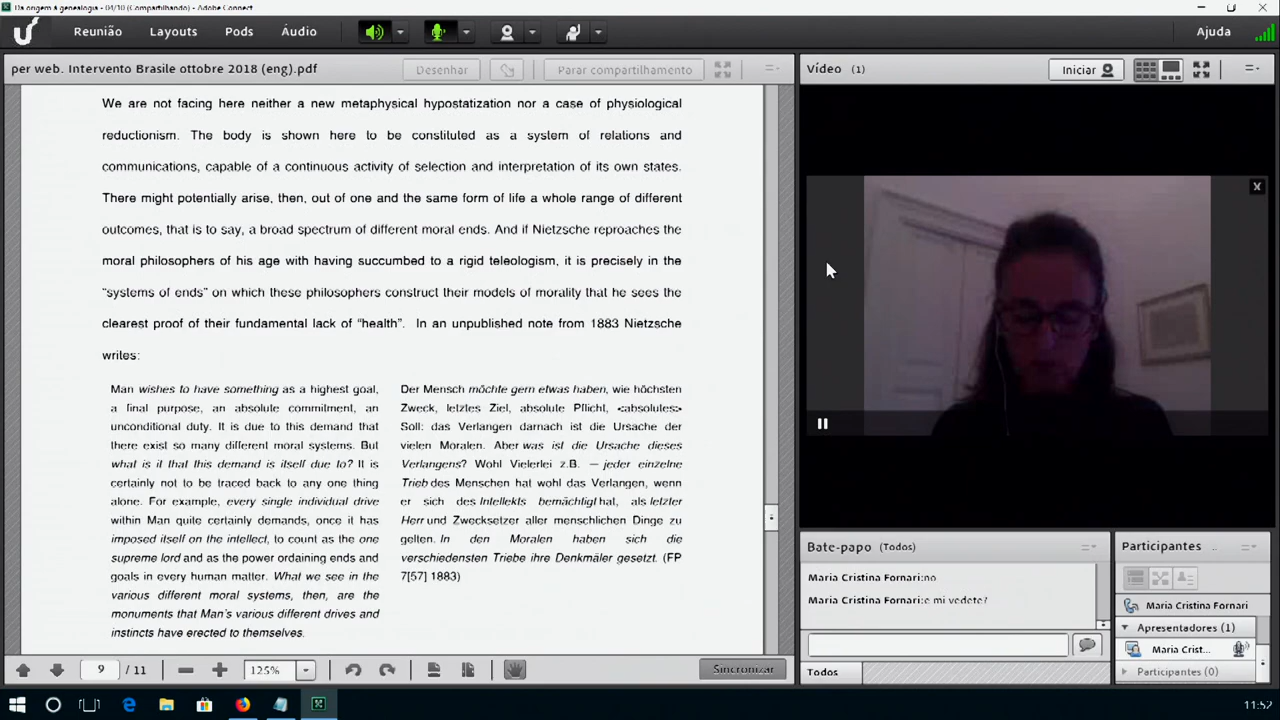 Da origem à genealogia - 04/10 (Compartilhando) - Adobe Connect
Reunião Layouts Pods Áudio Ajuda
per web. Intervento Brasile ottobre 2018 (eng).pdf
Desenhar
Parar compartilhamento
We are not facing here neither a new metaphysical hypostatization nor a case of physiological
reductionism. The body is shown here to be constituted as a system of relations and
communications, capable of a continuous activity of selection and interpretation of its own states.
There might potentially arise, then, out of one and the same form of life a whole range of different
outcomes, that is to say, a broad spectrum of different moral ends. And if Nietzsche reproaches the
moral philosophers of his age with having succumbed to a rigid teleologism, it is precisely in the
“systems of ends” on which these philosophers construct their models of morality that he sees the
clearest proof of their fundamental lack of “health”. In an unpublished note from 1883 Nietzsche
writes:
Man wishes to have something as a highest goal,
a final purpose, an absolute commitment, an
unconditional duty. It is due to this demand that
there exist so many different moral systems. But
what is it that this demand is itself due to? It is
certainly not to be traced back to any one thing
alone. For example, every single individual drive
within Man quite certainly demands, once it has
imposed itself on the intellect, to count as the one
supreme lord and as the power ordaining ends and
goals in every human matter. What we see in the
various different moral systems, then, are the
monuments that Man's various different drives and
instincts have erected to themselves.
Der Mensch möchte gern etwas haben, wie höchsten
Zweck, letztes Ziel, absolute Pflicht, <absolutes>
Soll: das Verlangen darnach ist die Ursache der
vielen Moralen. Aber was ist die Ursache dieses
Verlangens? Wohl Vielerlei z.B. — jeder einzelne
Trieb des Menschen hat wohl das Verlangen, wenn
er sich des Intellekts bemächtigt hat, als letzter
Herr und Zwecksetzer aller menschlichen Dinge zu
gelten. In den Moralen haben sich die
verschiedensten Triebe ihre Denkmäler gesetzt. (FP
7[57] 1883)
9 / 11
125%
Sincronizar
Vídeo (1)
Iniciar
Bate-papo (Todos)
Maria Cristina Fornari:no
Maria Cristina Fornari:e mi vedete?
Todos
Participantes ..
Maria Cristina Fornari
Apresentadores (1)
Maria Crist...
Participantes (0)
11:52